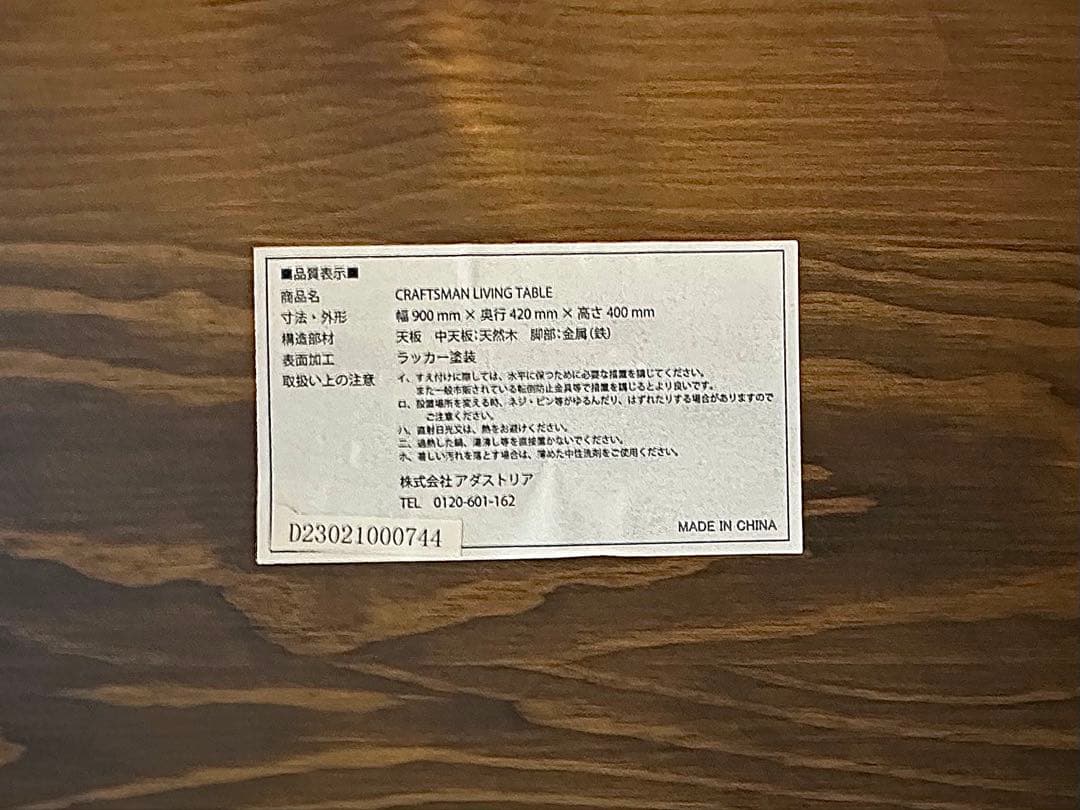 ■品質表示■
商品名 CRAFTSMAN LIVING TABLE
寸法・外形 幅 900 mm × 奥行 420 mm × 高さ 400 mm
構造部材 天板 中天板:天然木 脚部:金属(鉄)
表面加工 ラッカー塗装
取扱い上の注意 イ、すえ付けに際しては、水平に保つために必要な措置を講じてください。
また一般市販されている転倒防止金具等で措置を講じるとより良いです。
ロ、設置場所を変える時、ネジ・ピン等がゆるんだり、はずれたりする場合がありますので
ご注意ください。
ハ、直射日光又は、熱をお避けください。
ニ、過熱した鍋、湯沸し等を直接置かないでください。
ホ、著しい汚れを落とす場合は、薄めた中性洗剤をご使用ください。
株式会社 アダストリア
TEL 0120-601-162
MADE IN CHINA
D23021000744